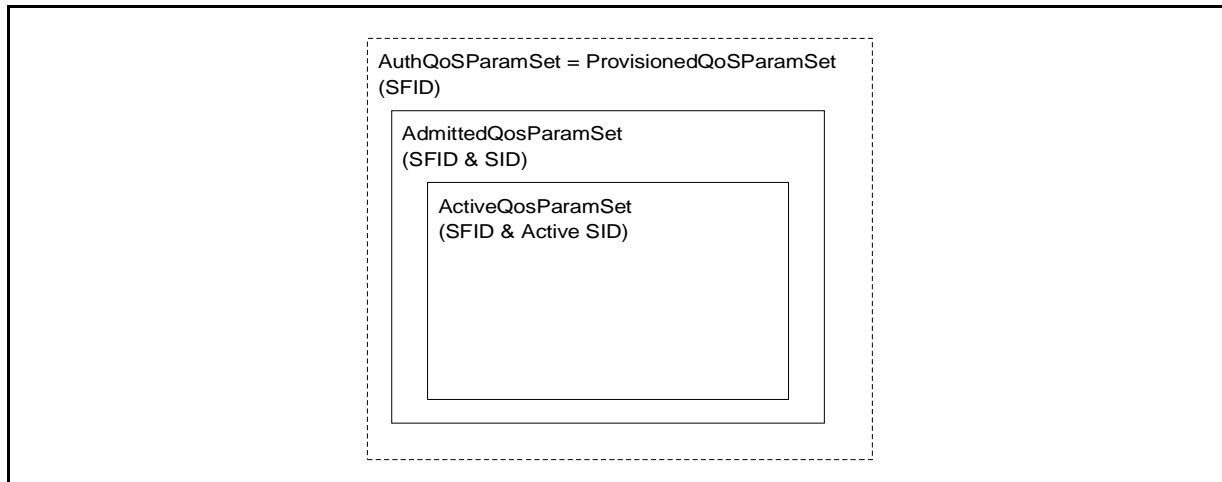 AuthQoSParamSet = ProvisionedQoSParamSet
(SFID)
AdmittedQosParamSet
(SFID & SID)
ActiveQosParamSet
(SFID & Active SID)